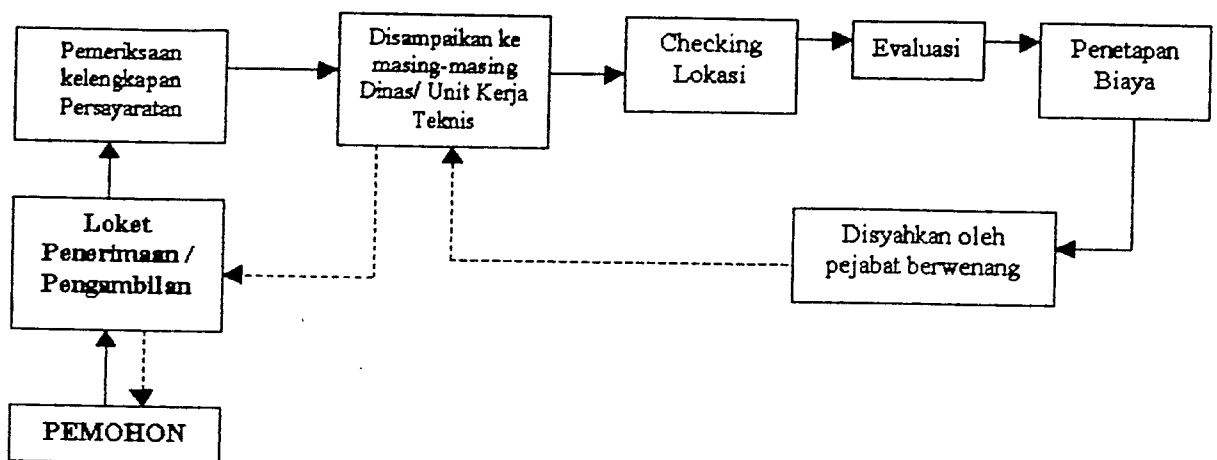 Pemeriksaan
kelengkapan
Persayaratan
Disampaikan ke
masing-masing
Dinas/ Unit Kerja
Teknis
Checking
Lokasi
Evaluasi
Penetapan
Biaya
Loket
Penerimaan /
Pengambilan
Disyahkan oleh
pejabat berwenang
PEMOHON